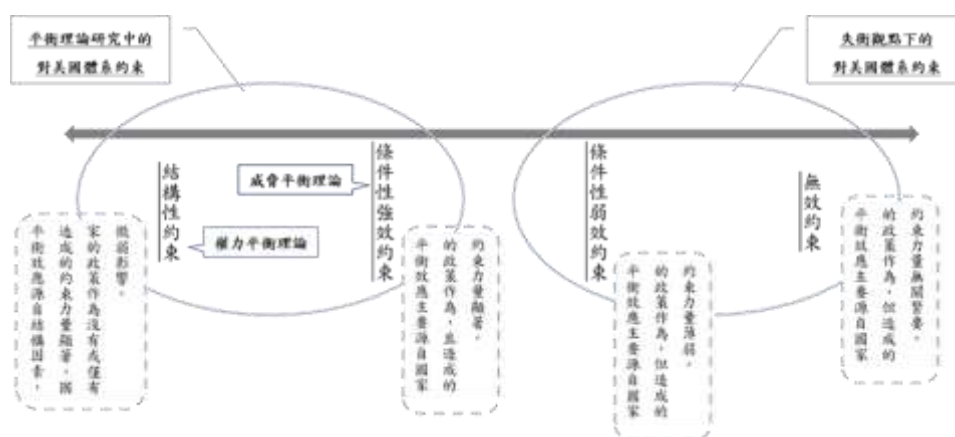 平衡理論研究中的
對美國體系約束
失衡觀點下的
對美國體系約束
結構性約束
權力平衡理論
威脅平衡理論
條件性強效約束
條件性弱效約束
無效約束
平衡效應源自結構因素，
造成的約束力量顯著。國
家的政策作為沒有或僅有
微弱影響。
平衡效應主要源自國家
的政策作為，且造成的
約束力量顯著。
平衡效應主要源自國家
的政策作為，但造成的
約束力量薄弱。
平衡效應主要源自國家
的政策作為，但造成的
約束力量無關緊要。